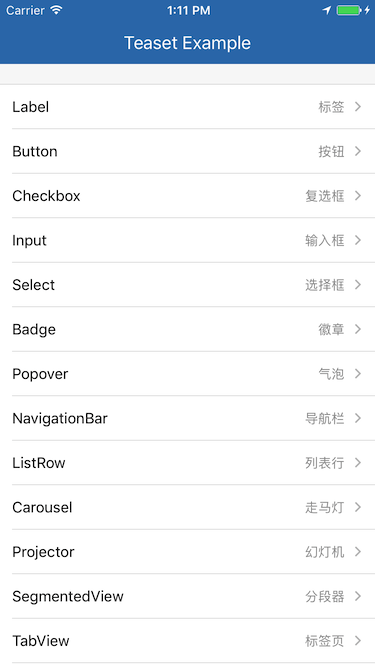 Carrier 1:11 PM
Teaset Example
Label 标签
Button 按钮
Checkbox 复选框
Input 输入框
Select 选择框
Badge 徽章
Popover 气泡
NavigationBar 导航栏
ListRow 列表行
Carousel 走马灯
Projector 幻灯机
SegmentedView 分段器
TabView 标签页